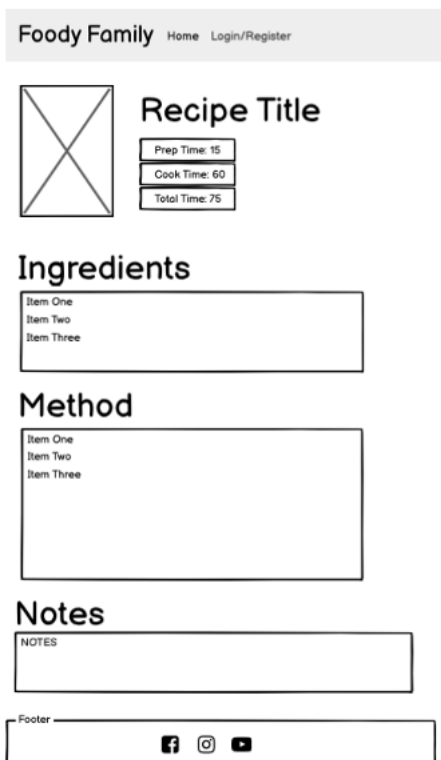 Foody Family Home Login/Register
Recipe Title
Prep Time: 15
Cook Time: 60
Total Time: 75
Ingredients
Item One
Item Two
Item Three
Method
Item One
Item Two
Item Three
Notes
NOTES
Footer